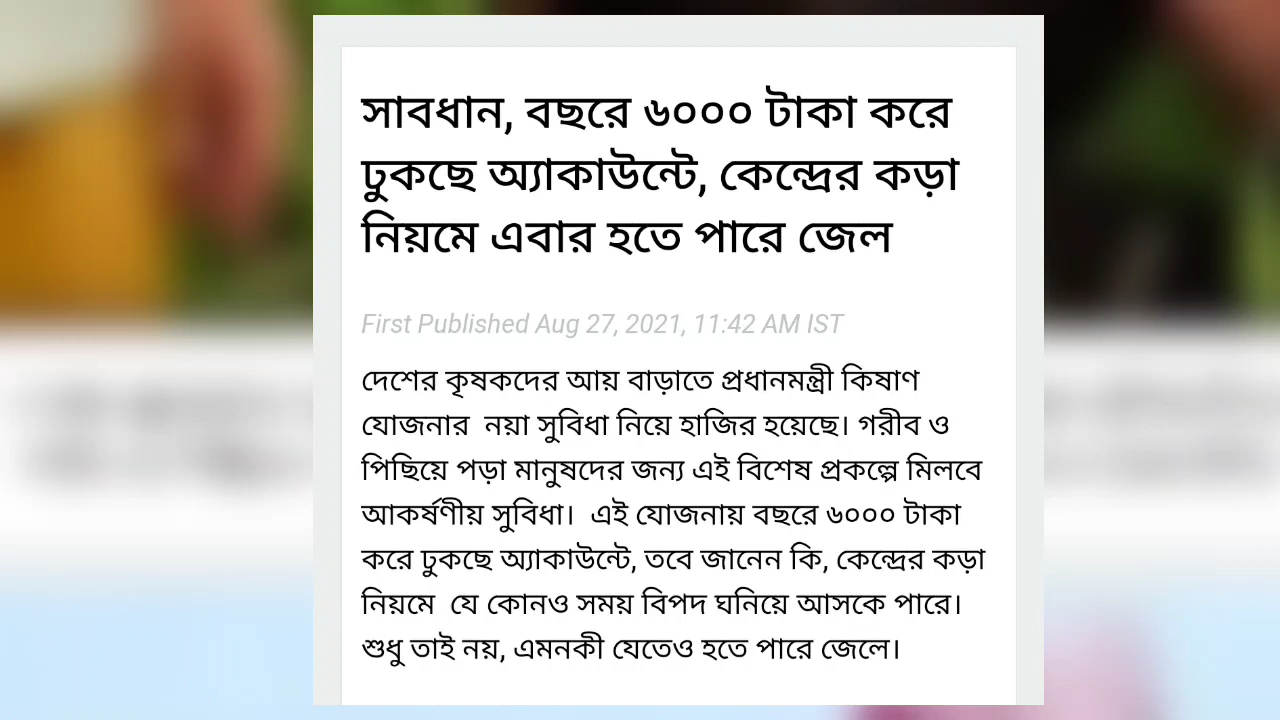 সাবধান, বছরে ৬০০০ টাকা করে
ঢুকছে অ্যাকাউন্টে, কেন্দ্রের কড়া
নিয়মে এবার হতে পারে জেল
First Published Aug 27, 2021, 11:42 AM IST
দেশের কৃষকদের আয় বাড়াতে প্রধানমন্ত্রী কিষাণ
যোজনার নয়া সুবিধা নিয়ে হাজির হয়েছে। গরীব ও
পিছিয়ে পড়া মানুষদের জন্য এই বিশেষ প্রকল্পে মিলবে
আকর্ষণীয় সুবিধা। এই যোজনায় বছরে ৬০০০ টাকা
করে ঢুকছে অ্যাকাউন্টে, তবে জানেন কি, কেন্দ্রের কড়া
নিয়মে যে কোনও সময় বিপদ ঘনিয়ে আসকে পারে।
শুধু তাই নয়, এমনকী যেতেও হতে পারে জেলে।